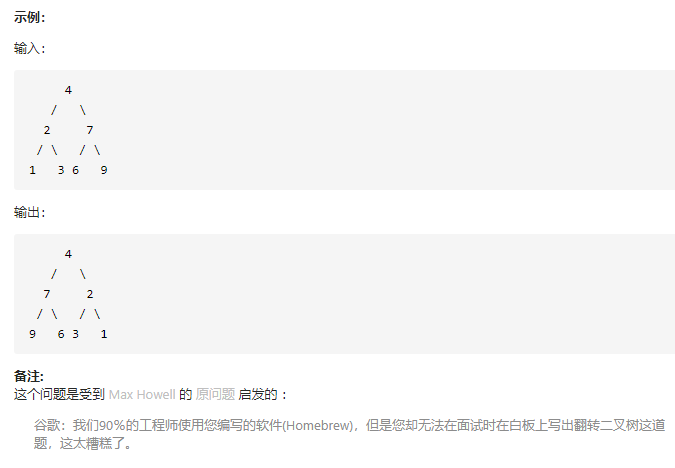 示例：
输入：
4
/ \
2 7
/ \ / \
1 3 6 9
输出：
4
/ \
7 2
/ \ / \
9 6 3 1
备注:
这个问题是受到 Max Howell 的 原问题 启发的 ：
谷歌：我们90％的工程师使用您编写的软件(Homebrew)，但是您却无法在面试时在白板上写出翻转二叉树这道
题，这太糟糕了。